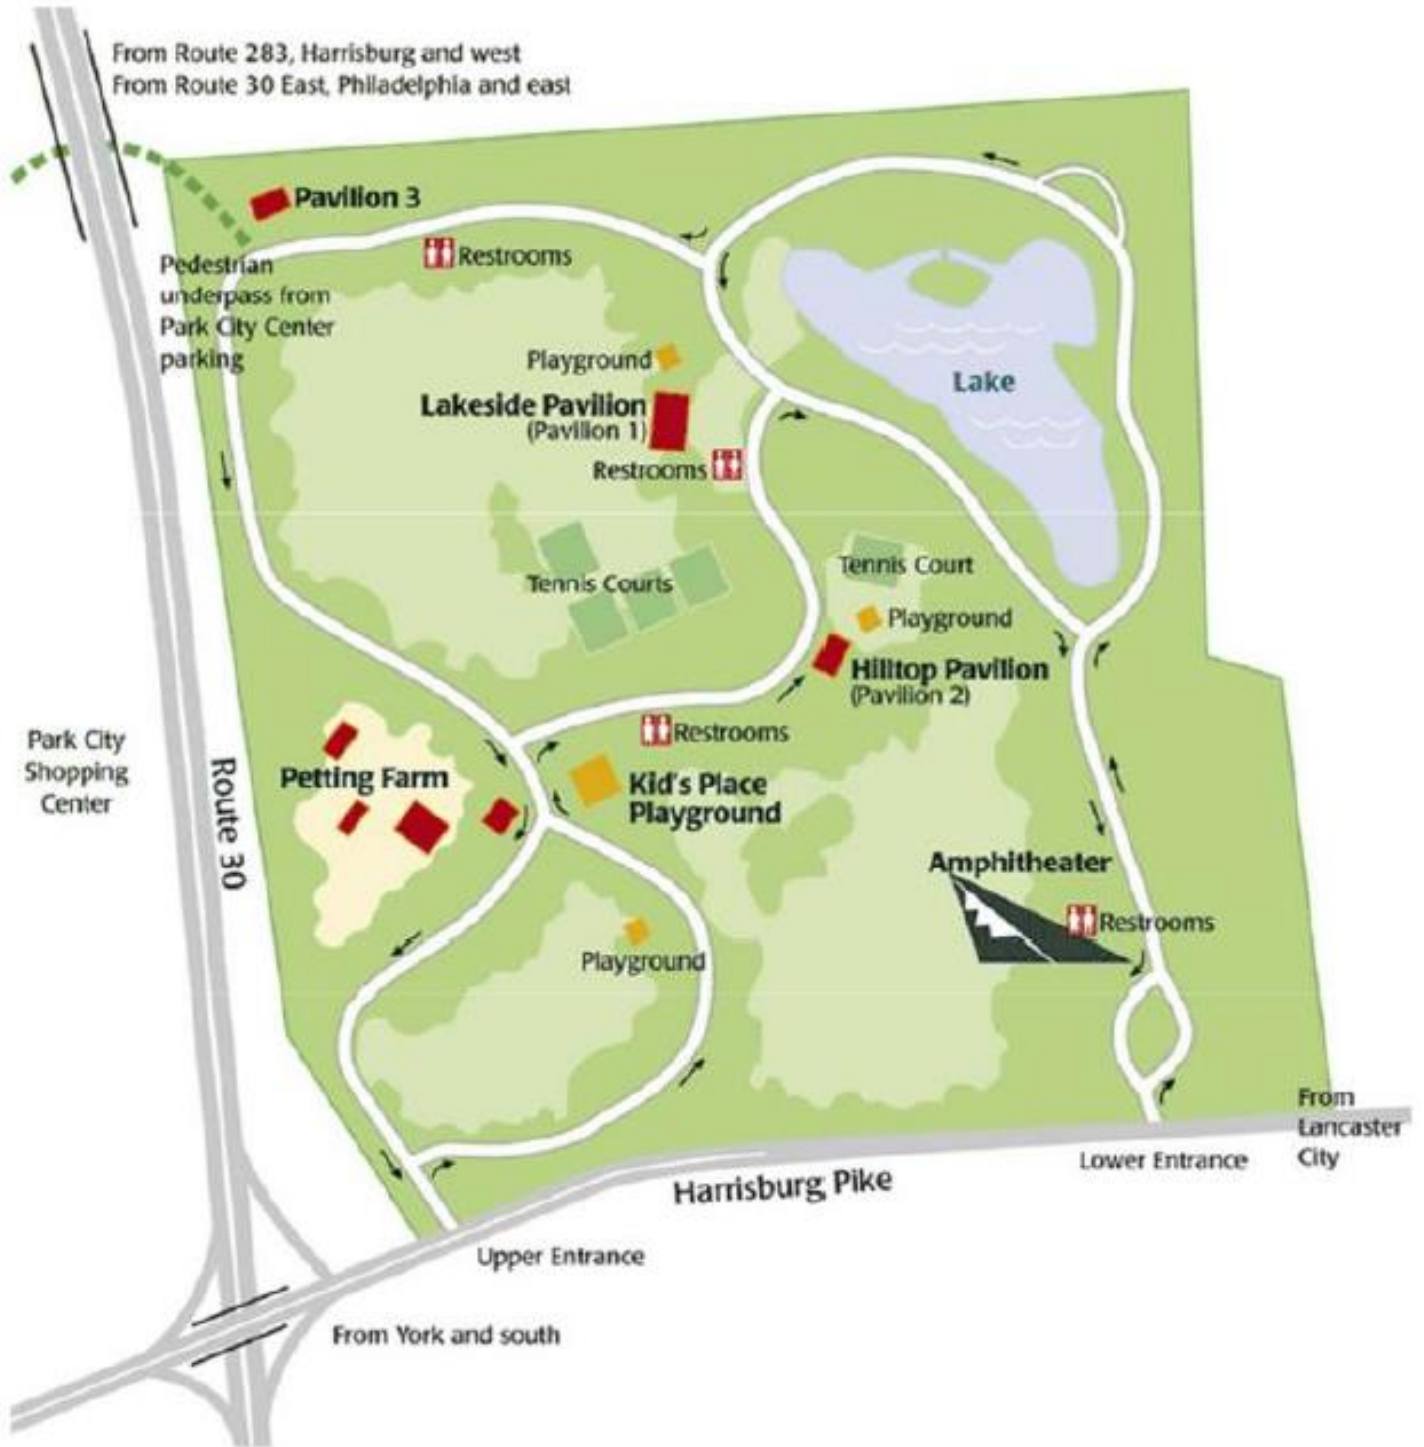 From Route 283, Harrisburg and west
From Route 30 East, Philadelphia and east
Pavilion 3
Restrooms
Pedestrian
underpass from
Park City Center
parking
Playground
Lakeside Pavilion
(Pavilion 1)
Restrooms
Lake
Tennis Courts
Tennis Court
Playground
Hilltop Pavilion
(Pavilion 2)
Restrooms
Park City
Shopping
Center
Route 30
Petting Farm
Kid's Place
Playground
Amphitheater
Restrooms
Playground
From
Lancaster
City
Lower Entrance
Harrisburg Pike
Upper Entrance
From York and south